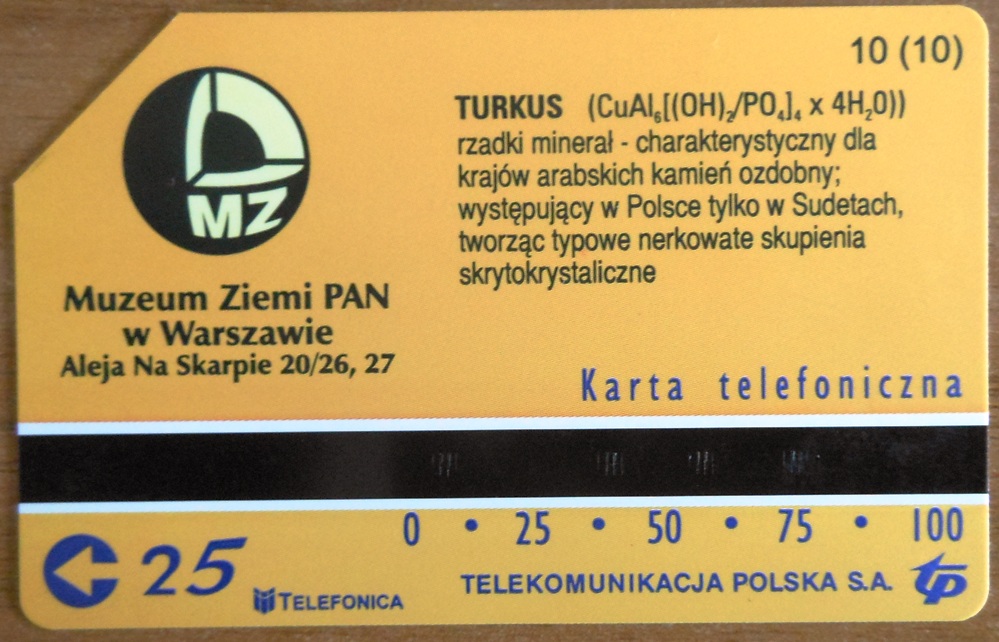 10 (10)
MZ
TURKUS (CuAl₆[(OH)₂/PO₄]₄ x 4H₂0))
rzadki minerał - charakterystyczny dla
krajów arabskich kamień ozdobny;
występujący w Polsce tylko w Sudetach,
tworząc typowe nerkowate skupienia
skrytokrystaliczne
Muzeum Ziemi PAN
w Warszawie
Aleja Na Skarpie 20/26, 27
Karta telefoniczna
0 • 25 • 50 • 75 • 100
25
TELEFONICA
TELEKOMUNIKACJA POLSKA S.A.
tp